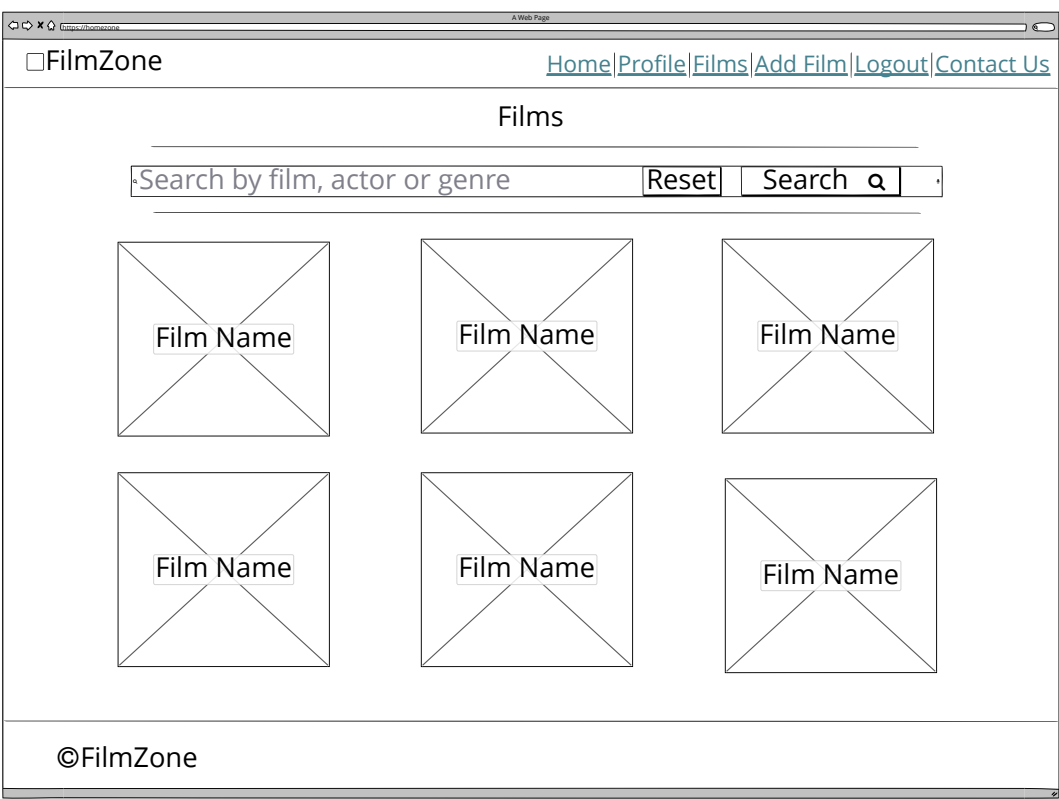 A Web Page
https://homezone
FilmZone
Home|Profile|Films|Add Film|Logout|Contact Us
Films
Search by film, actor or genre Reset Search
Film Name Film Name Film Name
Film Name Film Name Film Name
©FilmZone